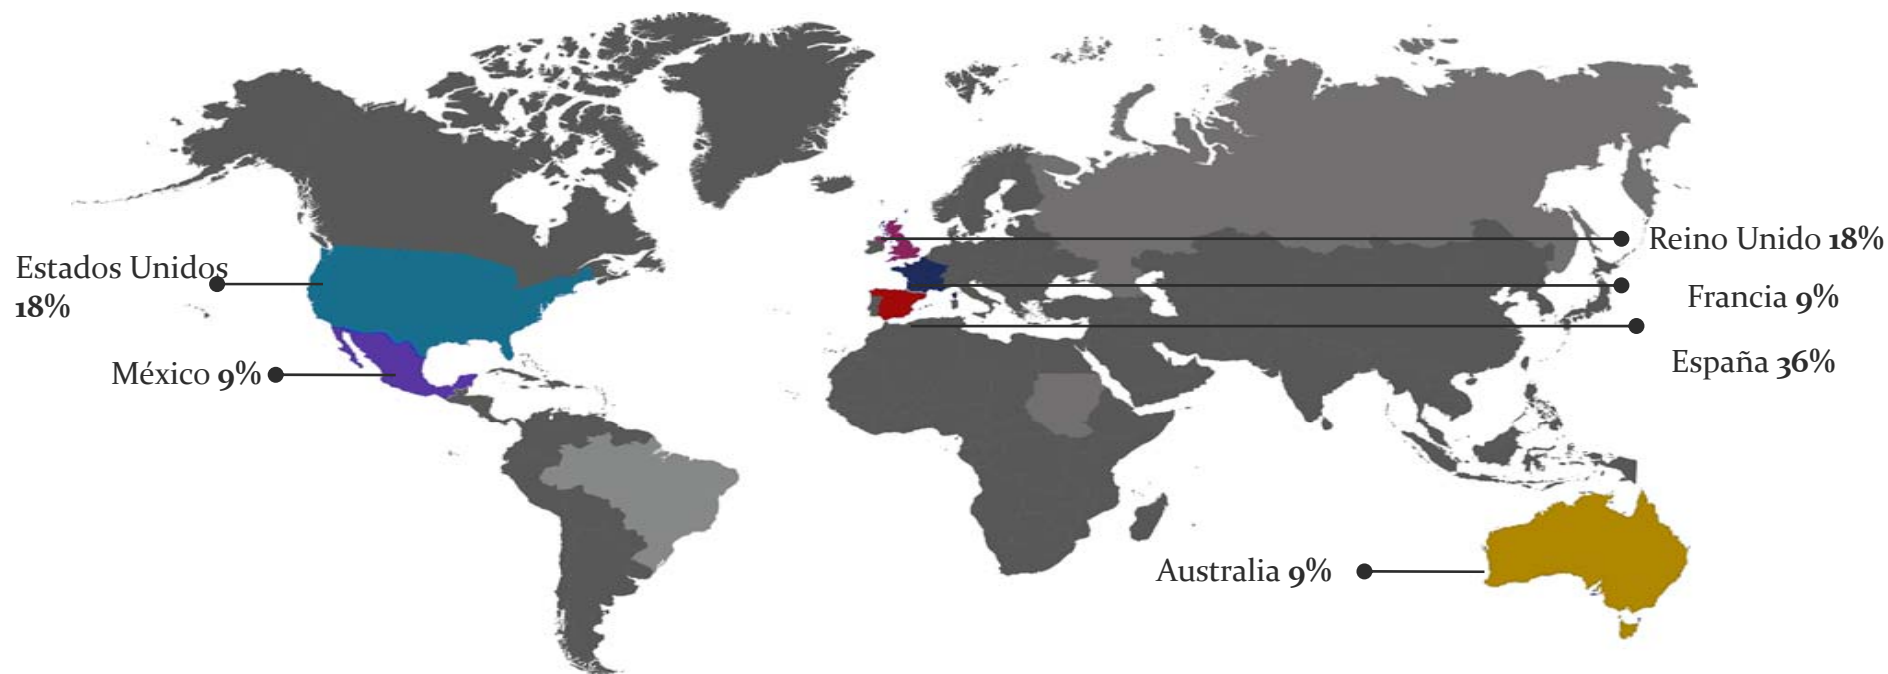 Reino Unido 18%
Estados Unidos
18%
Francia 9%
España 36%
México 9%
Australia 9%